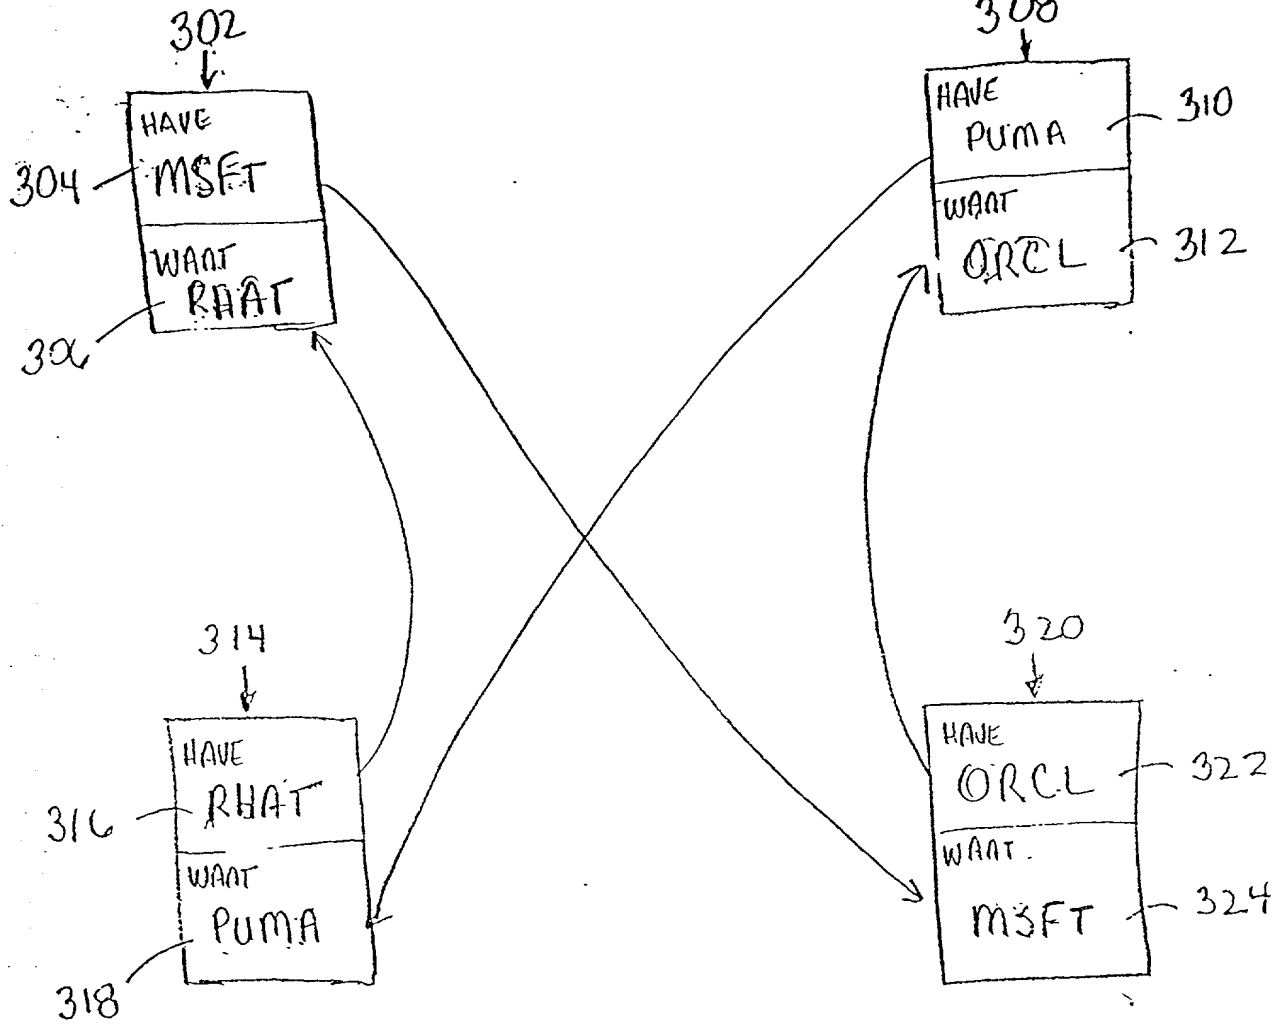 302
HAVE
MSFT
304
WANT
RHAT
306
308
HAVE
PUMA
310
WANT
ORCL
312
314
HAVE
RHAT
316
WANT
PUMA
318
320
HAVE
ORCL
322
WANT.
MSFT
324